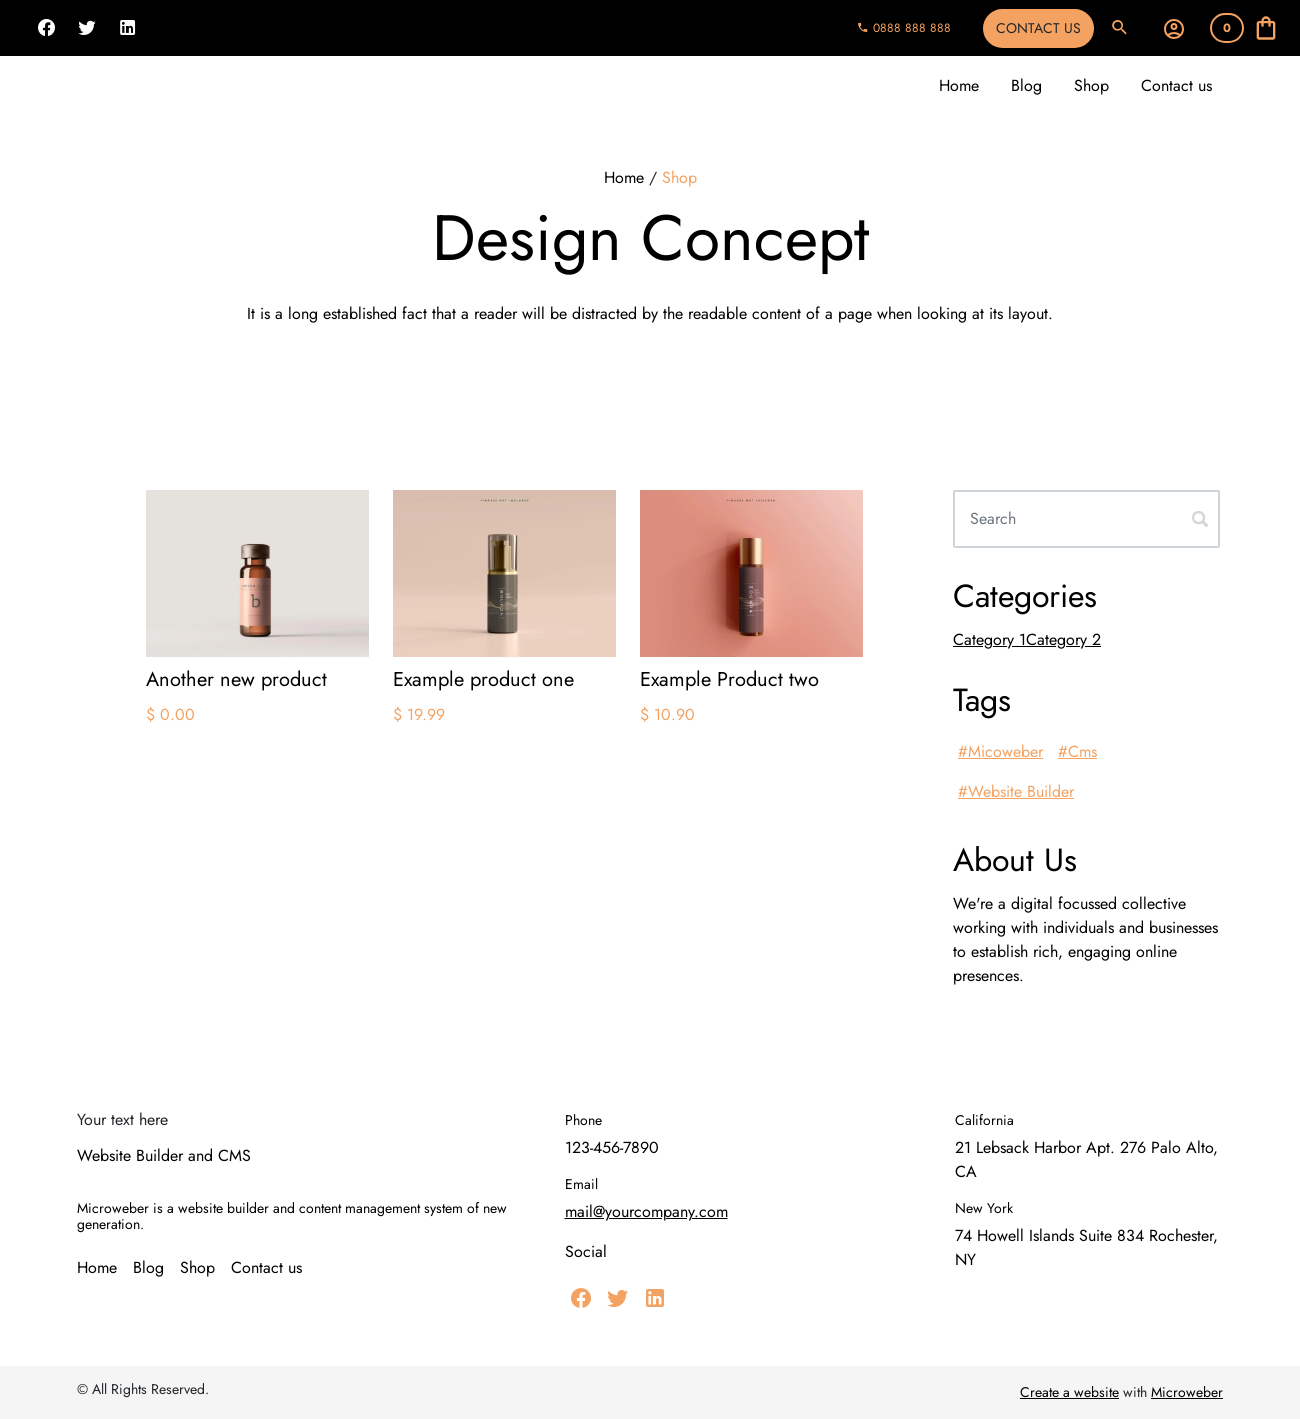 0888 888 888
CONTACT US
0
Home Blog Shop Contact us
Home / Shop
Design Concept
It is a long established fact that a reader will be distracted by the readable content of a page when looking at its layout.
Another new product
$ 0.00
Example product one
$ 19.99
Example Product two
$ 10.90
Search
Categories
Category 1Category 2
Tags
#Micoweber #Cms
#Website Builder
About Us
We're a digital focussed collective
working with individuals and businesses
to establish rich, engaging online
presences.
Your text here
Website Builder and CMS
Microweber is a website builder and content management system of new
generation.
Home Blog Shop Contact us
Phone
123-456-7890
Email
mail@yourcompany.com
Social
California
21 Lebsack Harbor Apt. 276 Palo Alto,
CA
New York
74 Howell Islands Suite 834 Rochester,
NY
© All Rights Reserved.
Create a website with Microweber